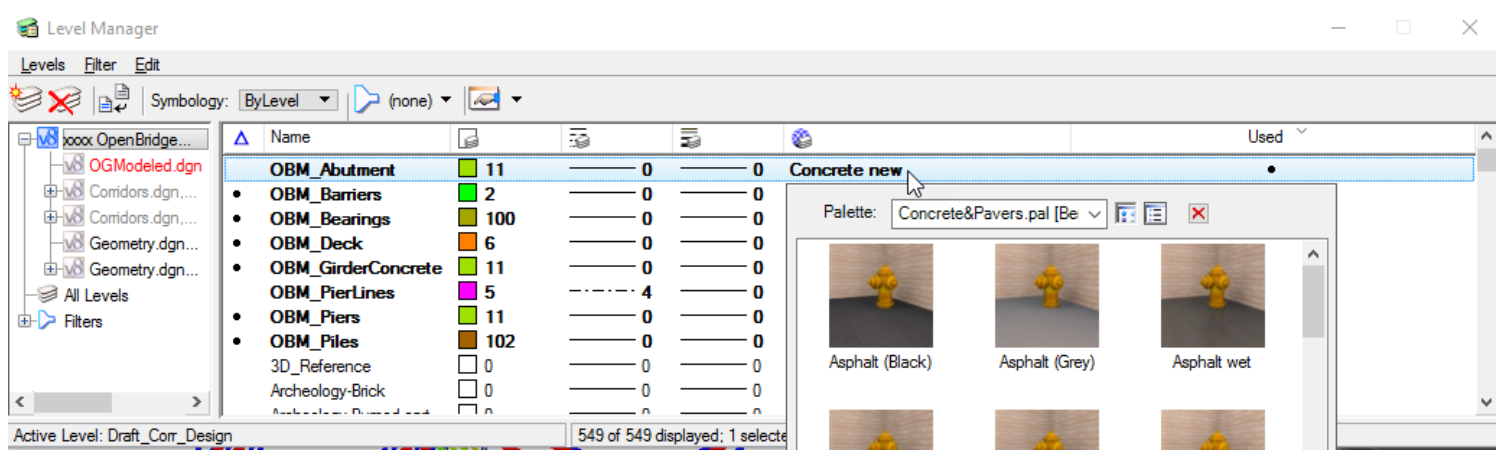 Level Manager
Levels Filter Edit
Symbology: ByLevel (none)
xxxx OpenBridge... Name Used
OGModeled.dgn OBM_Abutment 11 0 0 Concrete new
Corridors.dgn,... OBM_Barriers 2 0 0
Palette: Concrete&Pavers.pal [Be
Corridors.dgn,... OBM_Bearings 100 0 0
Geometry.dgn... OBM_Deck 6 0 0
Geometry.dgn... OBM_GirderConcrete 11 0 0
All Levels OBM_PierLines 5 4 0
Filters OBM_Piers 11 0 0
OBM_Piles 102 0 0
3D_Reference 0 0 0
Asphalt (Black) Asphalt (Grey) Asphalt wet
Archeology-Brick 0 0 0
Active Level: Draft_Corr_Design 549 of 549 displayed; 1 selecte